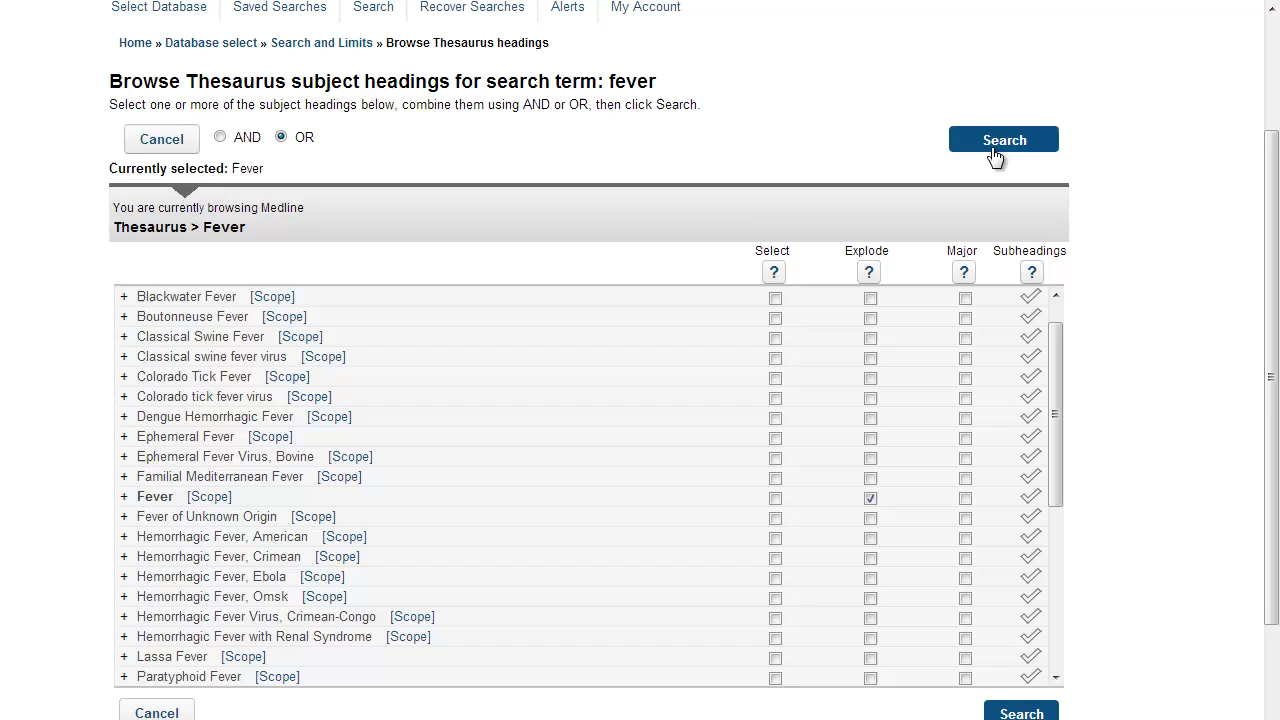 Select Database Saved Searches Search Recover Searches Alerts My Account
Home » Database select » Search and Limits » Browse Thesaurus headings
Browse Thesaurus subject headings for search term: fever
Select one or more of the subject headings below, combine them using AND or OR, then click Search.
Cancel AND OR Search
Currently selected: Fever
You are currently browsing Medline
Thesaurus > Fever
Select Explode Major Subheadings
? ? ? ?
+ Blackwater Fever [Scope]
+ Boutonneuse Fever [Scope]
+ Classical Swine Fever [Scope]
+ Classical swine fever virus [Scope]
+ Colorado Tick Fever [Scope]
+ Colorado tick fever virus [Scope]
+ Dengue Hemorrhagic Fever [Scope]
+ Ephemeral Fever [Scope]
+ Ephemeral Fever Virus, Bovine [Scope]
+ Familial Mediterranean Fever [Scope]
+ Fever [Scope]
+ Fever of Unknown Origin [Scope]
+ Hemorrhagic Fever, American [Scope]
+ Hemorrhagic Fever, Crimean [Scope]
+ Hemorrhagic Fever, Ebola [Scope]
+ Hemorrhagic Fever, Omsk [Scope]
+ Hemorrhagic Fever Virus, Crimean-Congo [Scope]
+ Hemorrhagic Fever with Renal Syndrome [Scope]
+ Lassa Fever [Scope]
+ Paratyphoid Fever [Scope]
Cancel Search